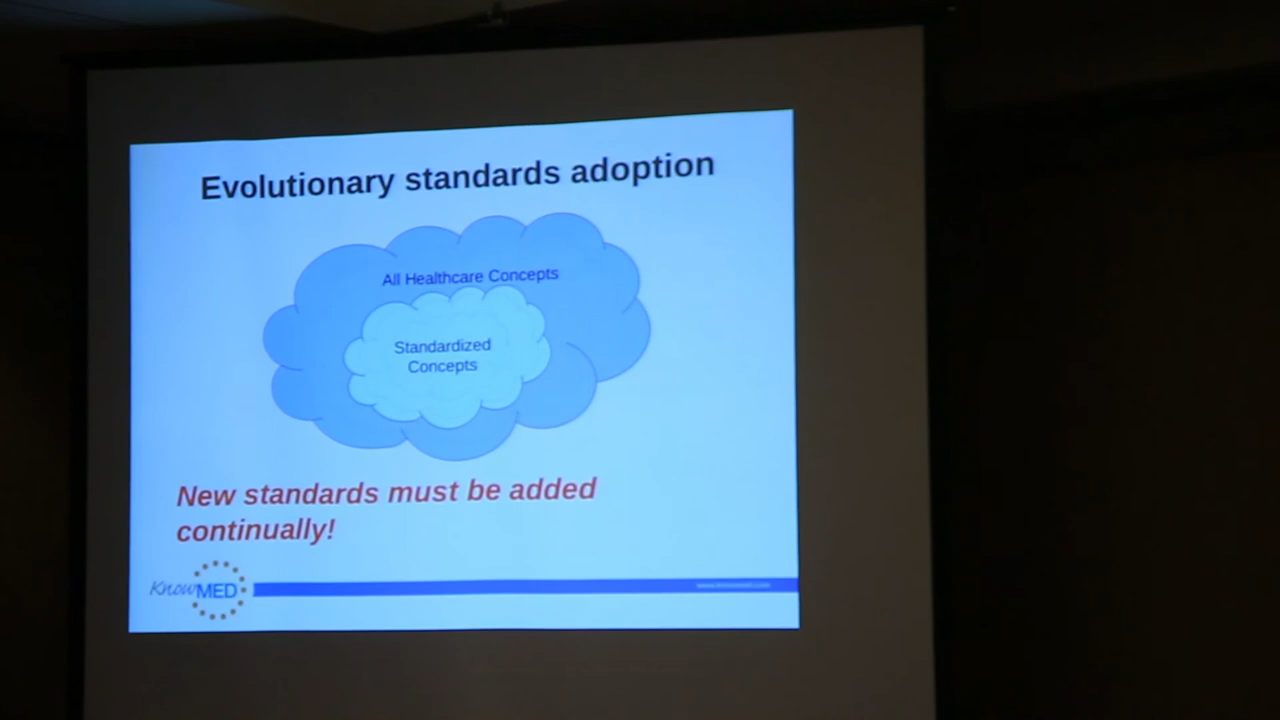 Evolutionary standards adoption
All Healthcare Concepts
Standardized
Concepts
New standards must be added
continually!
KnowMED